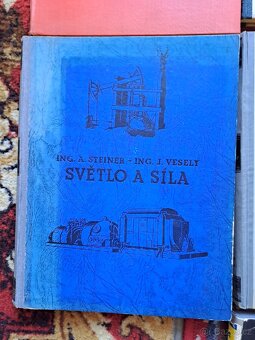 ING. A. STEINER - ING. J. VESELÝ
SVĚTLO A SÍLA